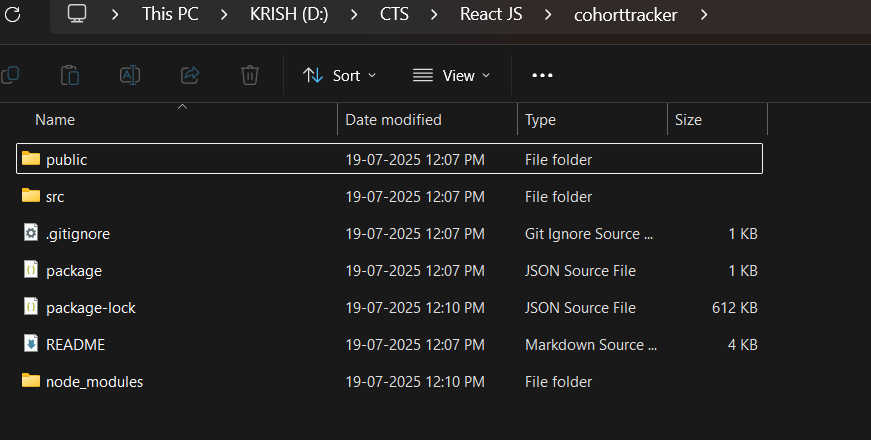 This PC > KRISH (D:) > CTS > React JS > cohorttracker >
Sort View
Name Date modified Type Size
public 19-07-2025 12:07 PM File folder
src 19-07-2025 12:07 PM File folder
.gitignore 19-07-2025 12:07 PM Git Ignore Source ... 1 KB
package 19-07-2025 12:07 PM JSON Source File 1 KB
package-lock 19-07-2025 12:10 PM JSON Source File 612 KB
README 19-07-2025 12:07 PM Markdown Source ... 4 KB
node_modules 19-07-2025 12:10 PM File folder